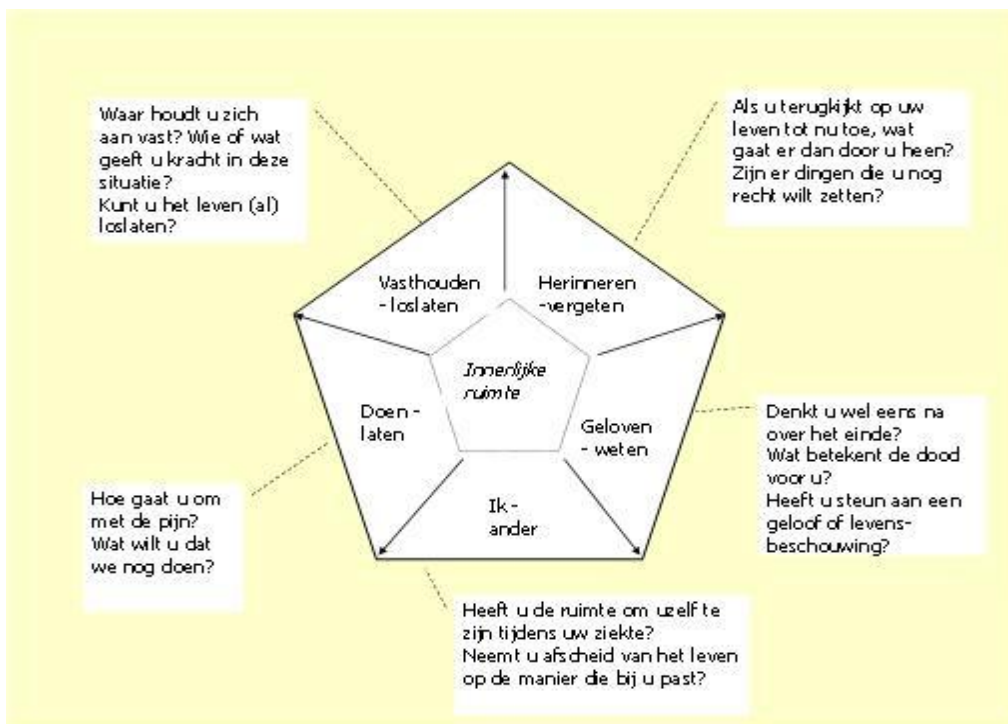 Waar houdt u zich
aan vast? Wie of wat
geeft u kracht in deze
situatie?
Kunt u het leven (al)
loslaten?
Als u terugkijkt op uw
leven tot nu toe, wat
gaat er dan door u heen?
Zijn er dingen die u nog
recht wilt zetten?
Vasthouden
- loslaten
Herinneren
-vergeten
Innerlijke
ruimte
Doen -
laten
Geloven
- weten
Ik -
ander
Denkt u wel eens na
over het einde?
Wat betekent de dood
voor u?
Heeft u steun aan een
geloof of levens-
beschouwing?
Hoe gaat u om
met de pijn?
Wat wilt u dat
we nog doen?
Heeft u de ruimte om uzelf te
zijn tijdens uw ziekte?
Neemt u afscheid van het leven
op de manier die bij u past?